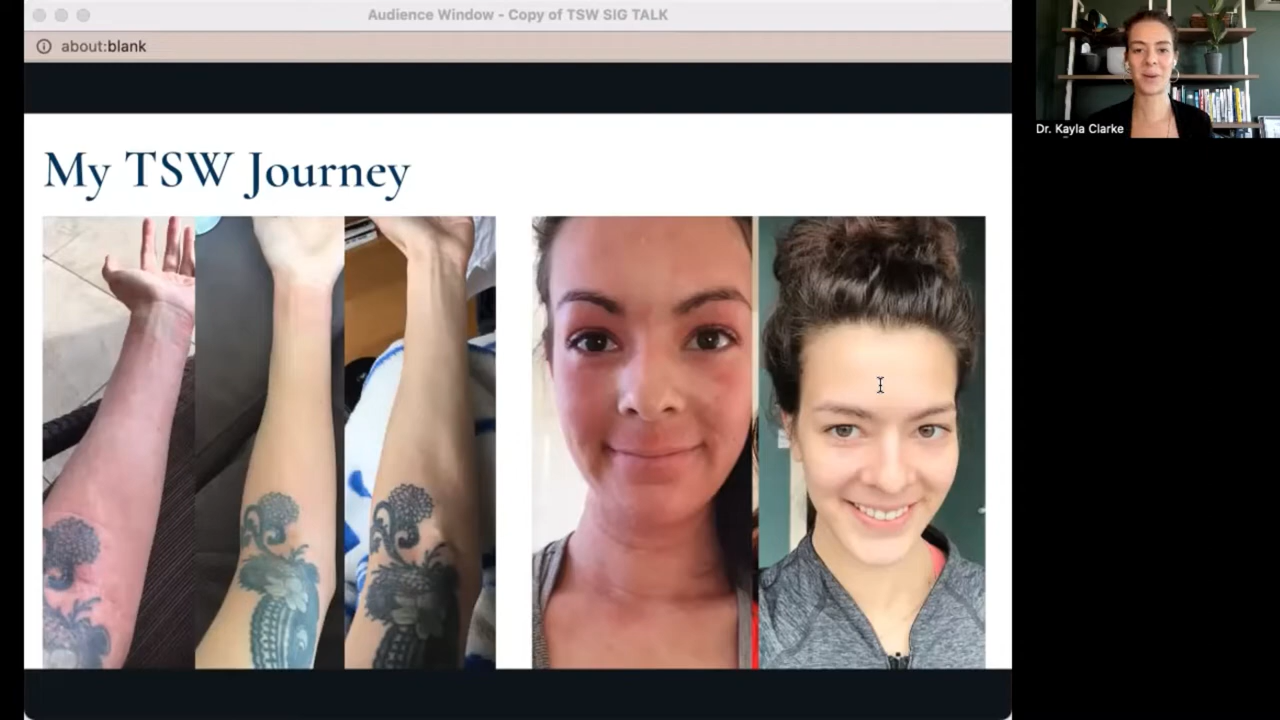 Audience Window - Copy of TSW SIG TALK
about:blank
My TSW Journey
Dr. Kayla Clarke